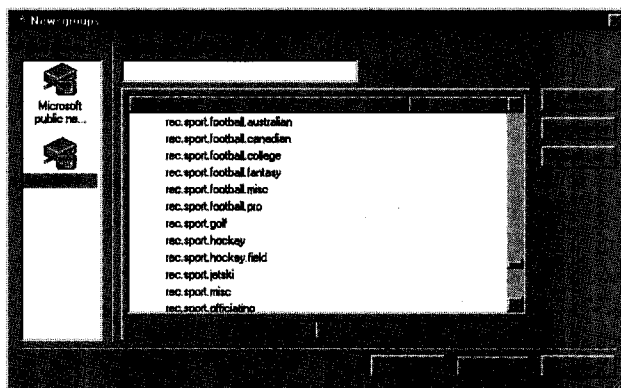 Newsgroups
Microsoft
public ne...
rec.sport.football.australian
rec.sport.football.canadian
rec.sport.football.college
rec.sport.football.fantasy
rec.sport.football.misc
rec.sport.football.pro
rec.sport.golf
rec.sport.hockey
rec.sport.hockey.field
rec.sport.jetski
rec.sport.misc
rec.sport.officiating